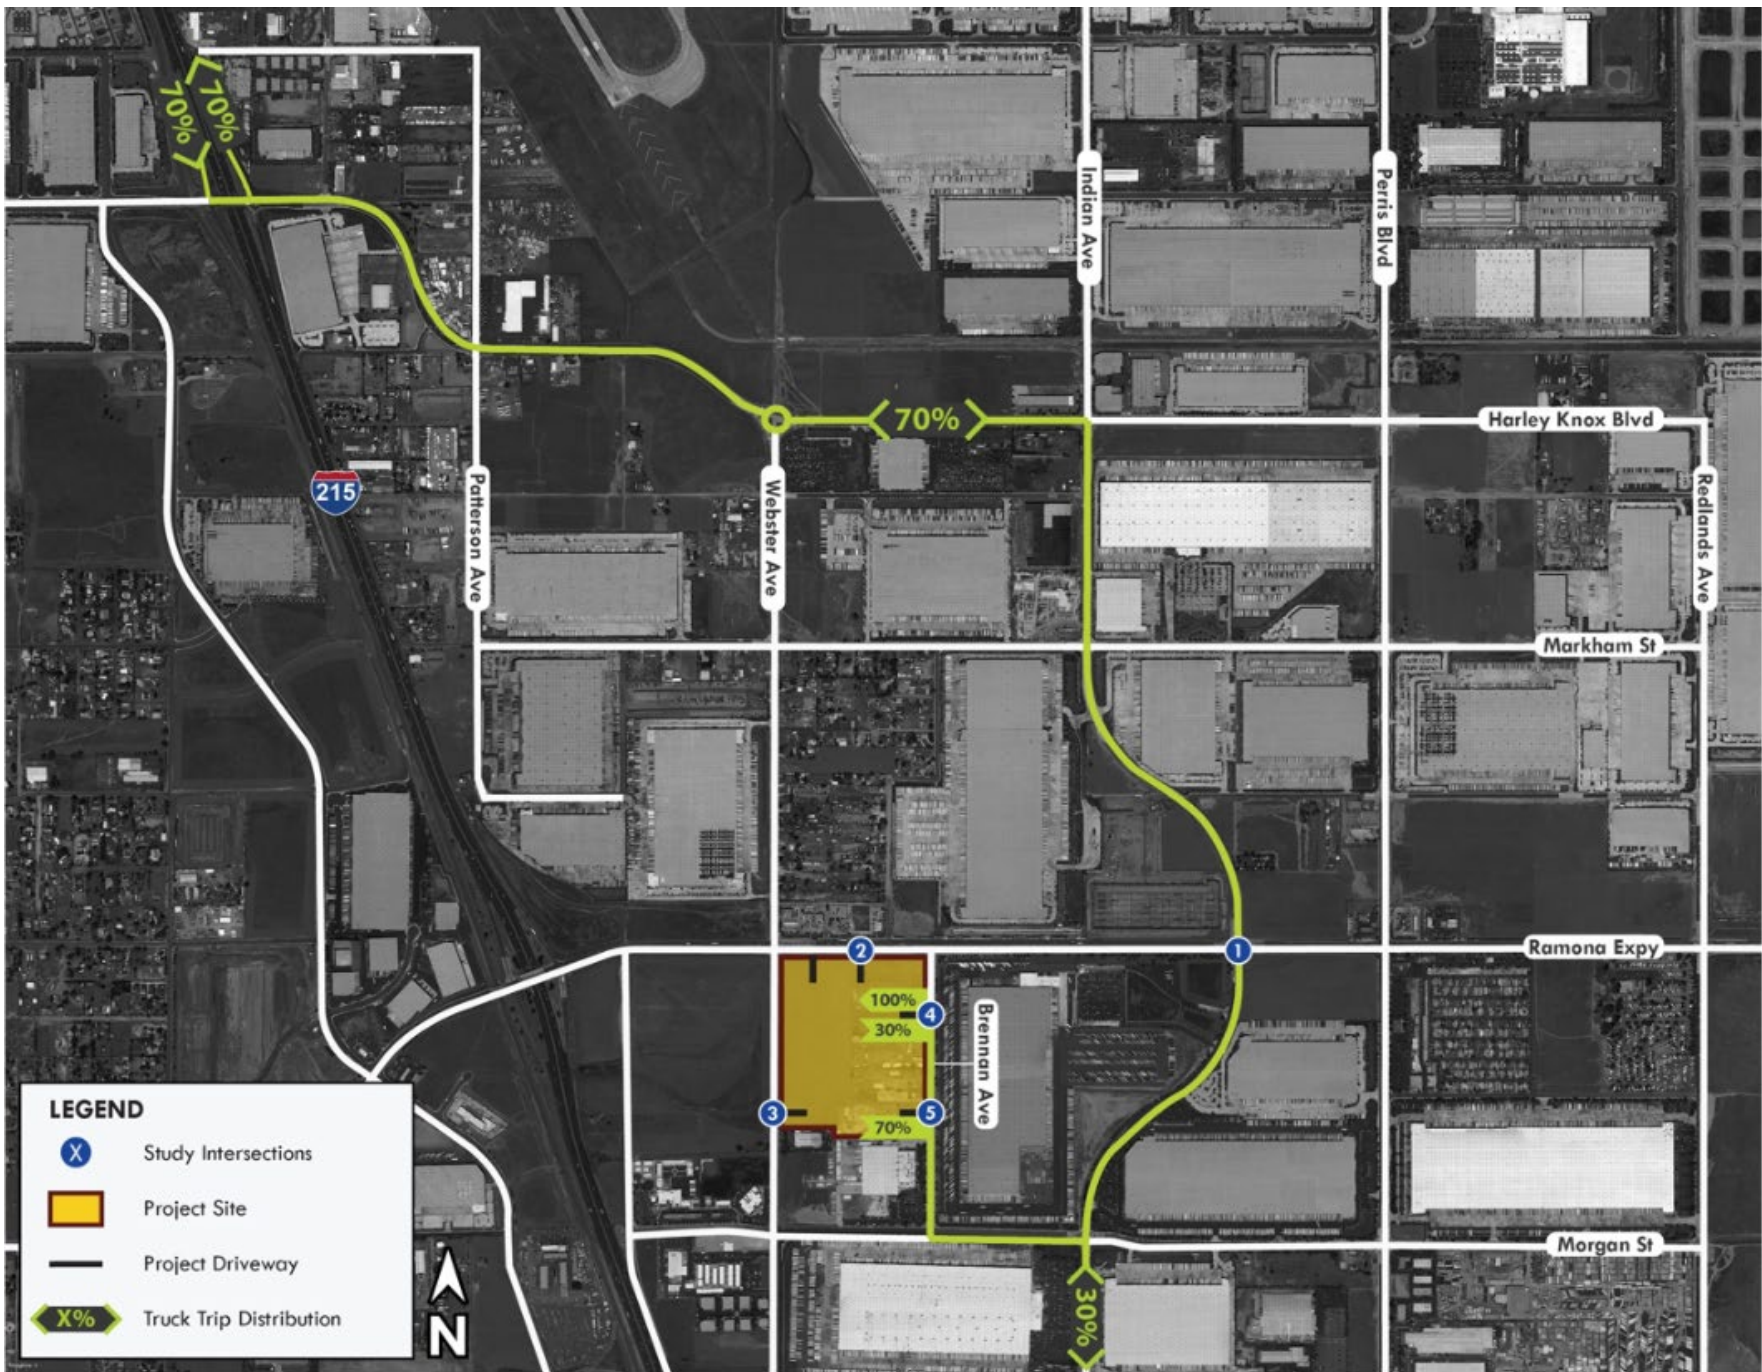 70%
70%
Indian Ave
Perris Blvd
70%
Harley Knox Blvd
215
Patterson Ave
Webster Ave
Redlands Ave
Markham St
2
1
Ramona Expy
100%
4
30%
Brennan Ave
3
5
70%
Morgan St
30%
LEGEND
X Study Intersections
Project Site
Project Driveway
X% Truck Trip Distribution
N